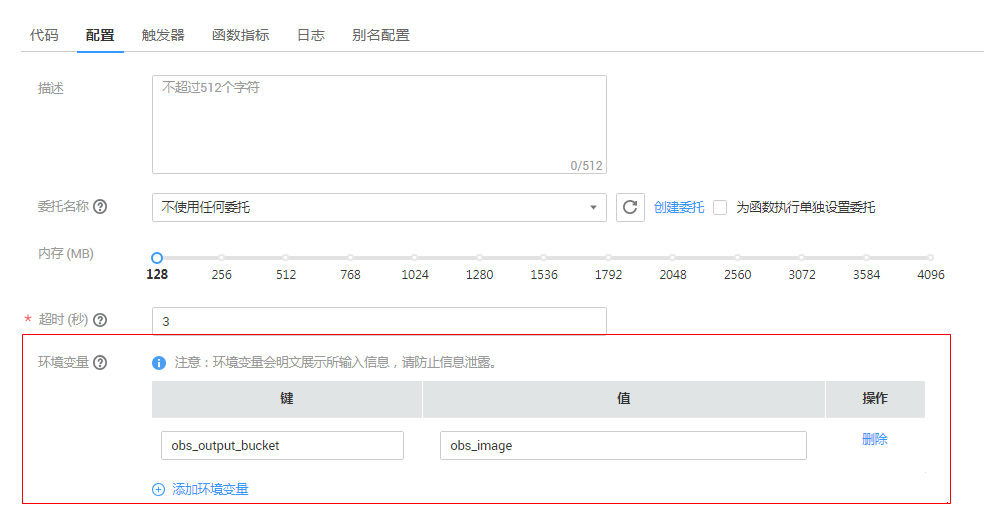 代码 配置 触发器 函数指标 日志 别名配置
描述 不超过512个字符
0/512
委托名称 ? 不使用任何委托 创建委托 为函数执行单独设置委托
内存 (MB)
128 256 512 768 1024 1280 1536 1792 2048 2560 3072 3584 4096
* 超时 (秒) ? 3
环境变量 ? i 注意：环境变量会明文展示所输入信息，请防止信息泄露。
键 值 操作
obs_output_bucket obs_image 删除
添加环境变量